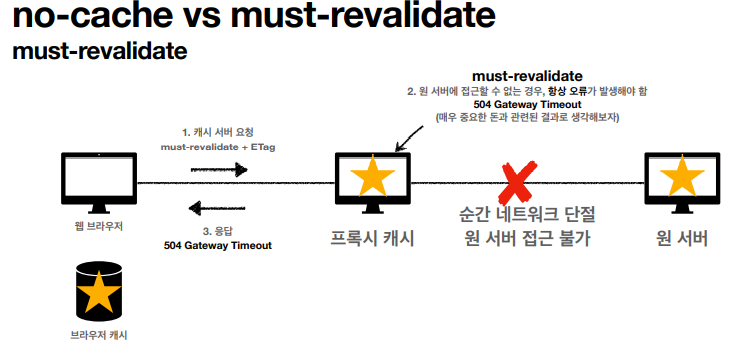 no-cache vs must-revalidate
must-revalidate
must-revalidate
2. 원 서버에 접근할 수 없는 경우, 항상 오류가 발생해야 함
504 Gateway Timeout
(매우 중요한 돈과 관련된 결과로 생각해보자)
1. 캐시 서버 요청
must-revalidate + ETag
웹 브라우저
3. 응답
504 Gateway Timeout
프록시 캐시
순간 네트워크 단절
원 서버 접근 불가
원 서버
브라우저 캐시